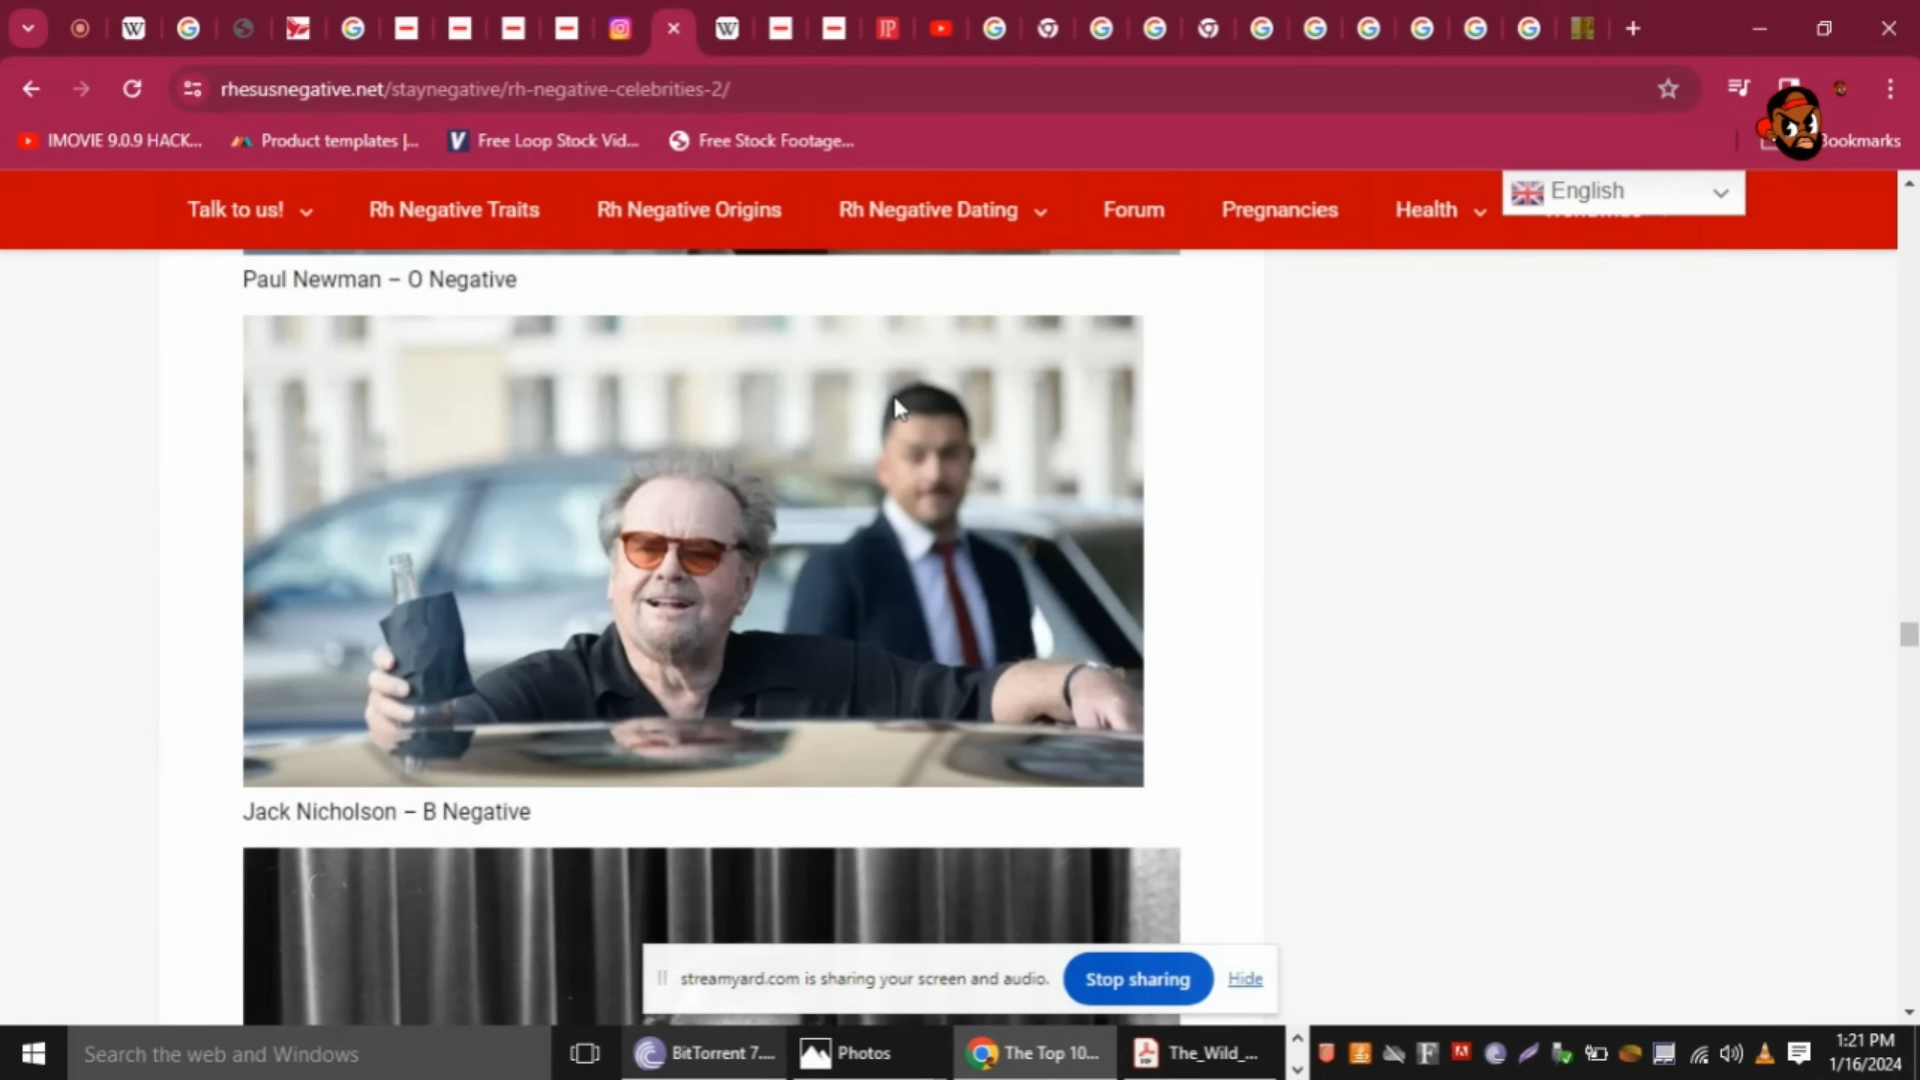 rhesusnegative.net/staynegative/rh-negative-celebrities-2/
IMOVIE 9.0.9 HACK...
Product templates |...
Free Loop Stock Vid...
Free Stock Footage...
Bookmarks
Talk to us!
Rh Negative Traits
Rh Negative Origins
Rh Negative Dating
Forum
Pregnancies
Health
English
Paul Newman – O Negative
Jack Nicholson – B Negative
streamyard.com is sharing your screen and audio.
Stop sharing
Hide
Search the web and Windows
BitTorrent 7....
Photos
The Top 10...
The_Wild_...
1:21 PM
1/16/2024